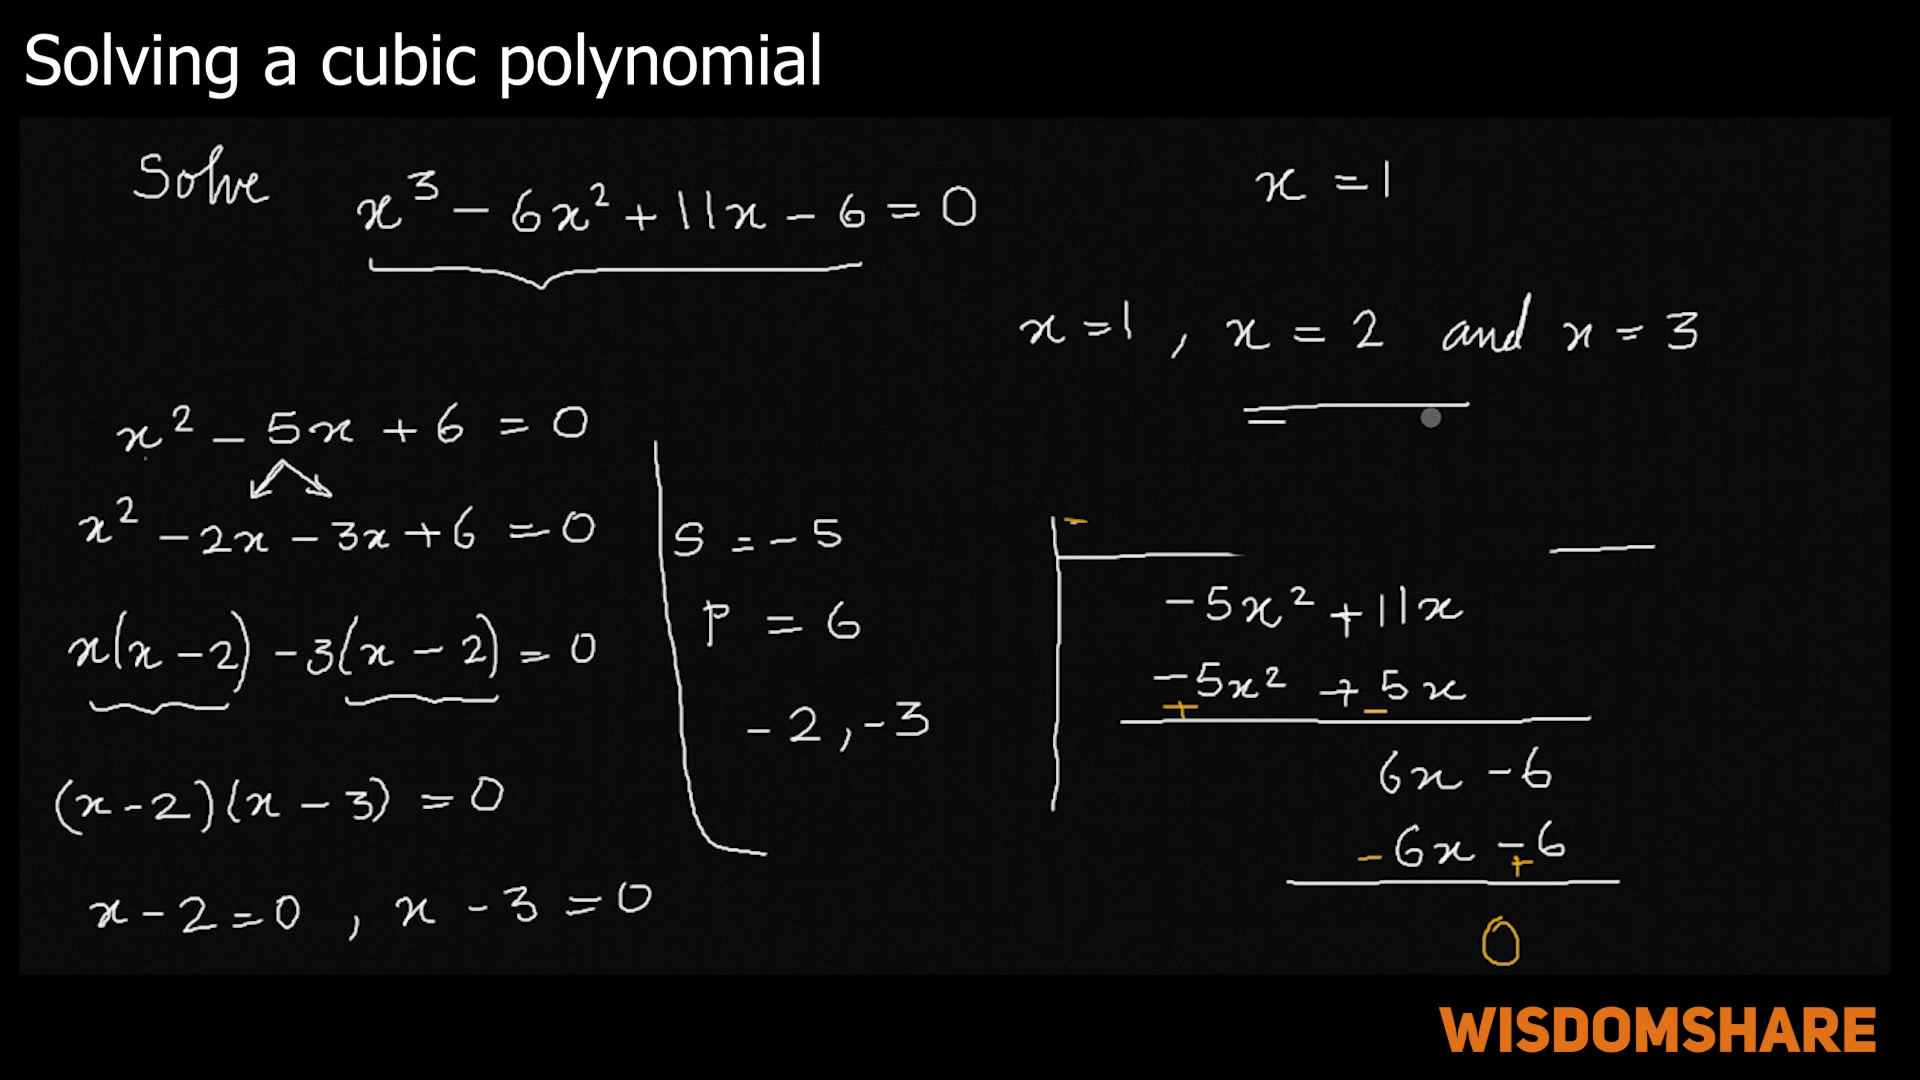 Solving a cubic polynomial
Solve x³ - 6x² + 11x - 6 = 0
x = 1
x = 1, x = 2 and x = 3
x² - 5x + 6 = 0
x² - 2x - 3x + 6 = 0
x(x - 2) - 3(x - 2) = 0
(x - 2)(x - 3) = 0
x - 2 = 0, x - 3 = 0
S = - 5
P = 6
- 2, - 3
-
- 5x² + 11x
- 5x² + 5x
+ -
6x - 6
- 6x - 6
+
0
WISDOMSHARE